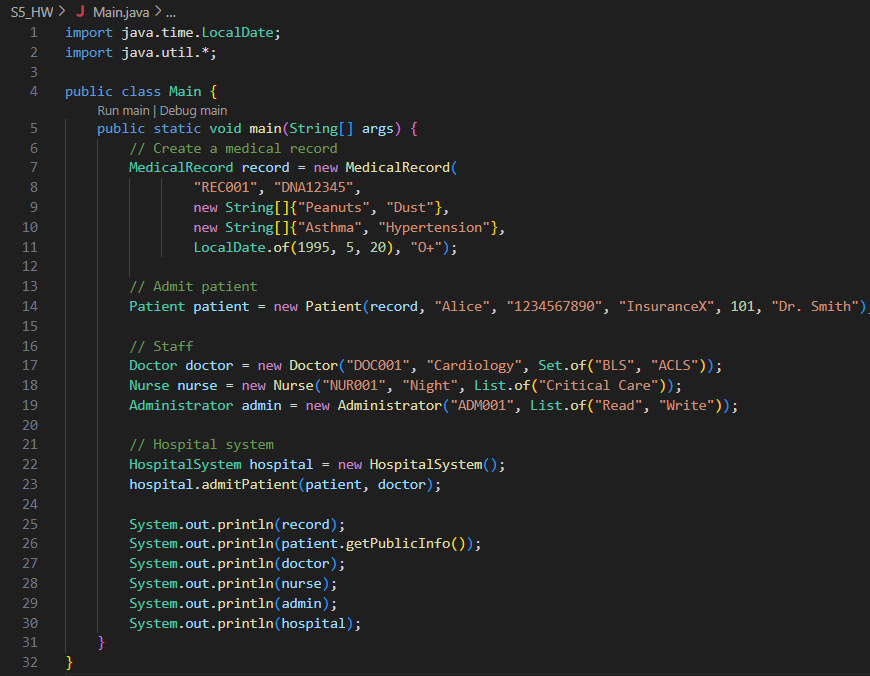 S5_HW > J Main.java > ...
1 import java.time.LocalDate;
2 import java.util.*;
3
4 public class Main {
Run main | Debug main
5 public static void main(String[] args) {
6 // Create a medical record
7 MedicalRecord record = new MedicalRecord(
8 "REC001", "DNA12345",
9 new String[]{"Peanuts", "Dust"},
10 new String[]{"Asthma", "Hypertension"},
11 LocalDate.of(1995, 5, 20), "O+");
12
13 // Admit patient
14 Patient patient = new Patient(record, "Alice", "1234567890", "InsuranceX", 101, "Dr. Smith");
15
16 // Staff
17 Doctor doctor = new Doctor("DOC001", "Cardiology", Set.of("BLS", "ACLS"));
18 Nurse nurse = new Nurse("NUR001", "Night", List.of("Critical Care"));
19 Administrator admin = new Administrator("ADM001", List.of("Read", "Write"));
20
21 // Hospital system
22 HospitalSystem hospital = new HospitalSystem();
23 hospital.admitPatient(patient, doctor);
24
25 System.out.println(record);
26 System.out.println(patient.getPublicInfo());
27 System.out.println(doctor);
28 System.out.println(nurse);
29 System.out.println(admin);
30 System.out.println(hospital);
31 }
32 }